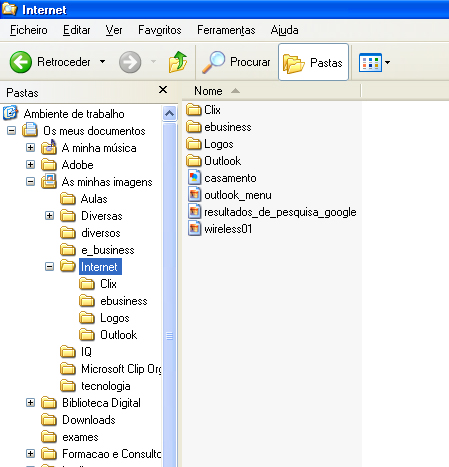 Internet
Ficheiro Editar Ver Favoritos Ferramentas Ajuda
Retroceder Procurar Pastas
Pastas
Nome
Ambiente de trabalho
Os meus documentos
A minha música
Adobe
As minhas imagens
Aulas
Diversas
diversos
e_business
Internet
Clix
ebusiness
Logos
Outlook
IQ
Microsoft Clip Org
tecnologia
Biblioteca Digital
Downloads
exames
Formacao e Consulto
Clix
ebusiness
Logos
Outlook
casamento
outlook_menu
resultados_de_pesquisa_google
wireless01